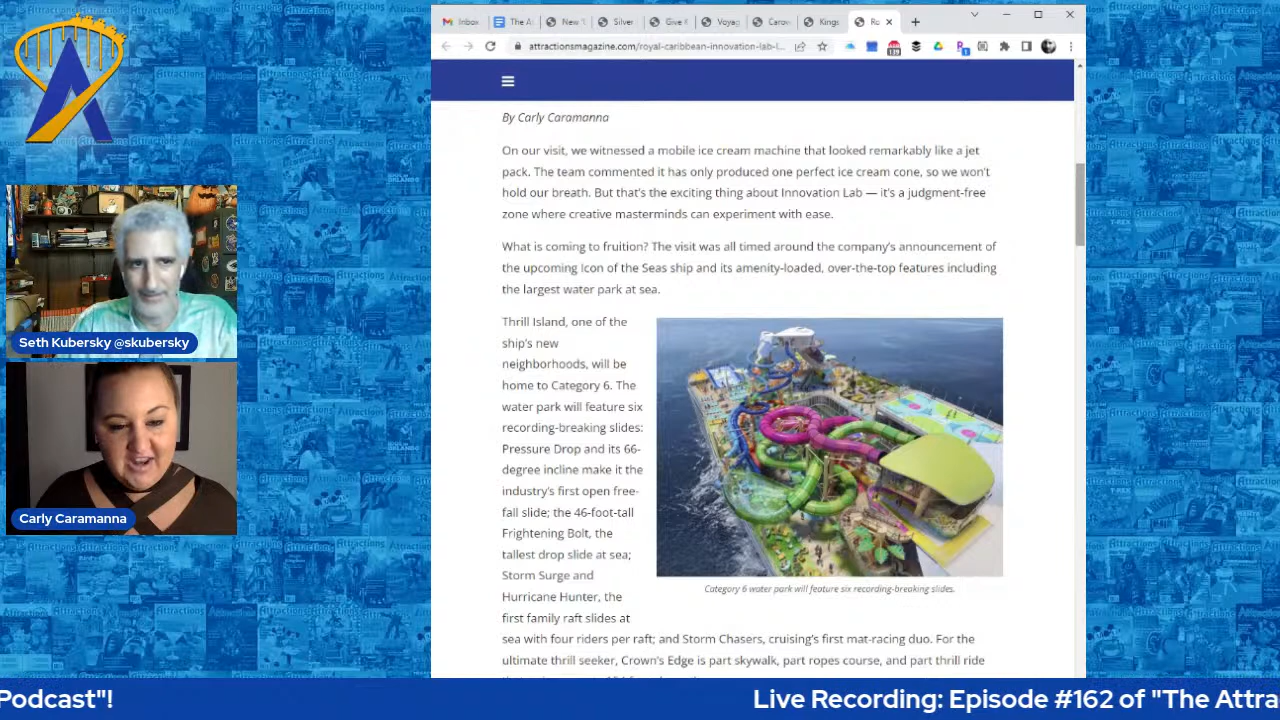 Inbox
The A
New
Silver
Give
Voyag
Carow
Kings
Ro
attractionsmagazine.com/royal-caribbean-innovation-lab-l...
139
1
By Carly Caramanna
On our visit, we witnessed a mobile ice cream machine that looked remarkably like a jet
pack. The team commented it has only produced one perfect ice cream cone, so we won't
hold our breath. But that's the exciting thing about Innovation Lab — it's a judgment-free
zone where creative masterminds can experiment with ease.
What is coming to fruition? The visit was all timed around the company's announcement of
the upcoming Icon of the Seas ship and its amenity-loaded, over-the-top features including
the largest water park at sea.
Thrill Island, one of the
ship's new
neighborhoods, will be
home to Category 6. The
water park will feature six
recording-breaking slides:
Pressure Drop and its 66-
degree incline make it the
industry's first open free-
fall slide; the 46-foot-tall
Frightening Bolt, the
tallest drop slide at sea;
Storm Surge and
Hurricane Hunter, the
first family raft slides at
sea with four riders per raft; and Storm Chasers, cruising's first mat-racing duo. For the
ultimate thrill seeker, Crown's Edge is part skywalk, part ropes course, and part thrill ride
Category 6 water park will feature six recording-breaking slides.
Seth Kubersky @skubersky
Carly Caramanna
Podcast"!
Live Recording: Episode #162 of "The Attra